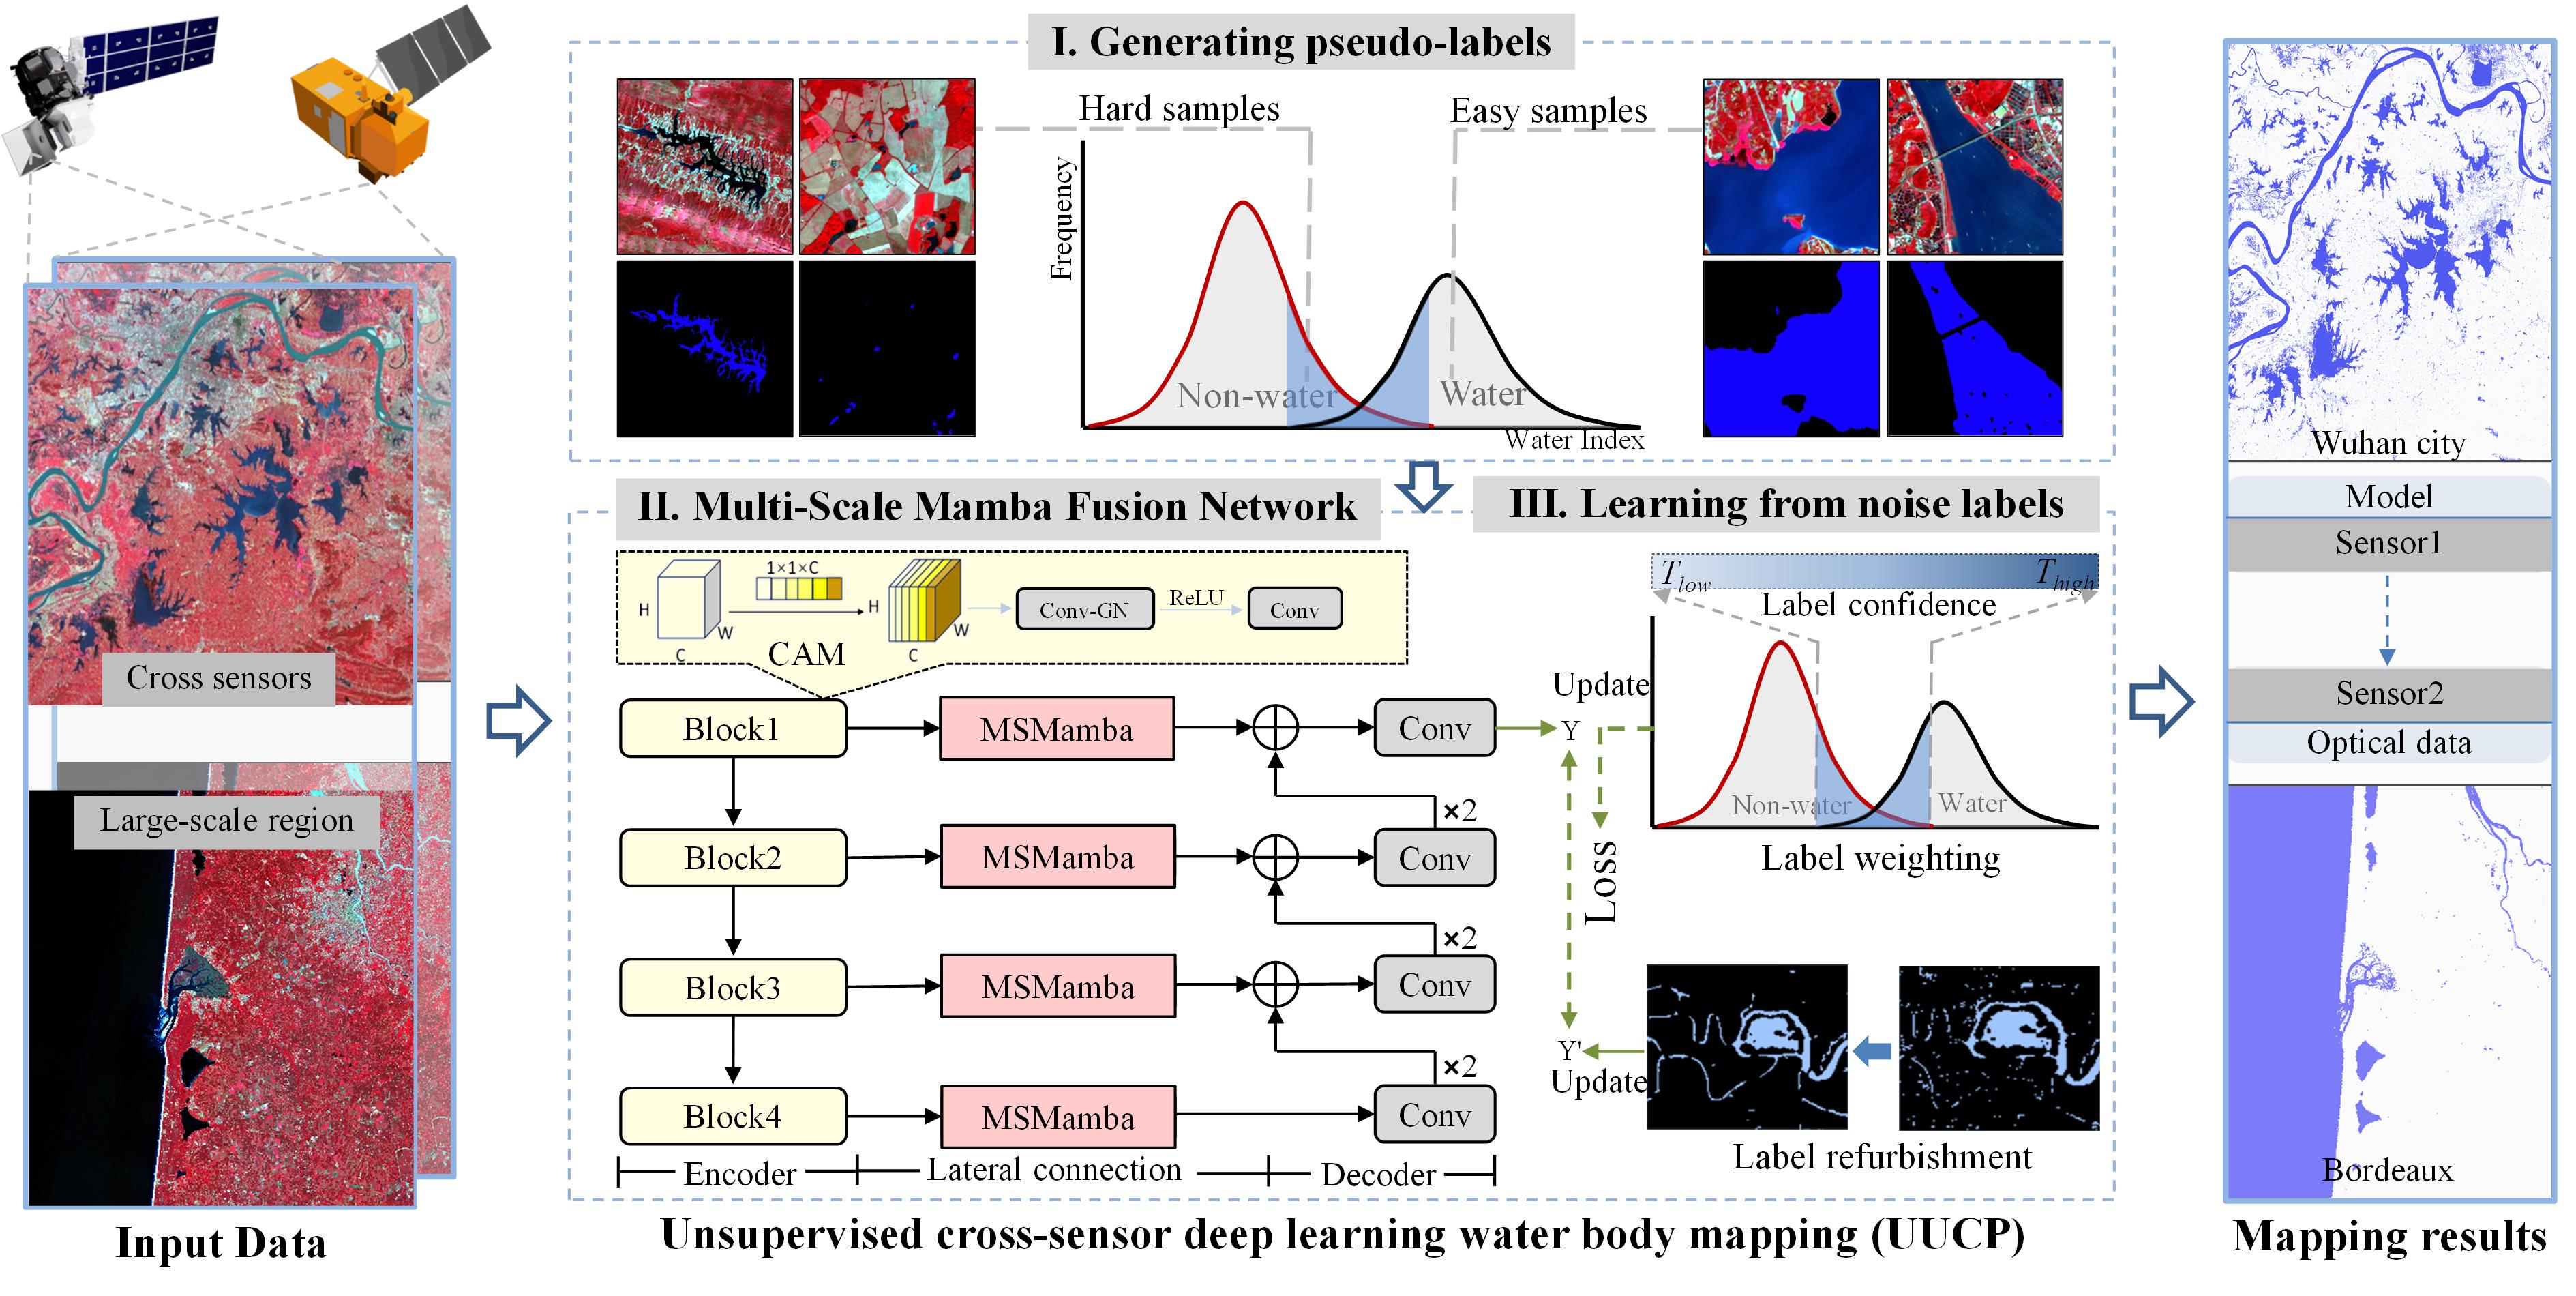 I. Generating pseudo-labels
Hard samples
Easy samples
Frequency
Non-water
Water
Water Index
Cross sensors
Large-scale region
Input Data
II. Multi-Scale Mamba Fusion Network
III. Learning from noise labels
H
W
C
1×1×C
CAM
H
W
C
Conv-GN
ReLU
Conv
Block1
MSMamba
Conv
×2
Block2
MSMamba
Conv
×2
Block3
MSMamba
Conv
×2
Block4
MSMamba
Conv
Encoder
Lateral connection
Decoder
Tlow
Thigh
Label confidence
Update
Y
Loss
Non-water
Water
Label weighting
Y'
Update
Label refurbishment
Unsupervised cross-sensor deep learning water body mapping (UUCP)
Wuhan city
Model
Sensor1
Sensor2
Optical data
Bordeaux
Mapping results